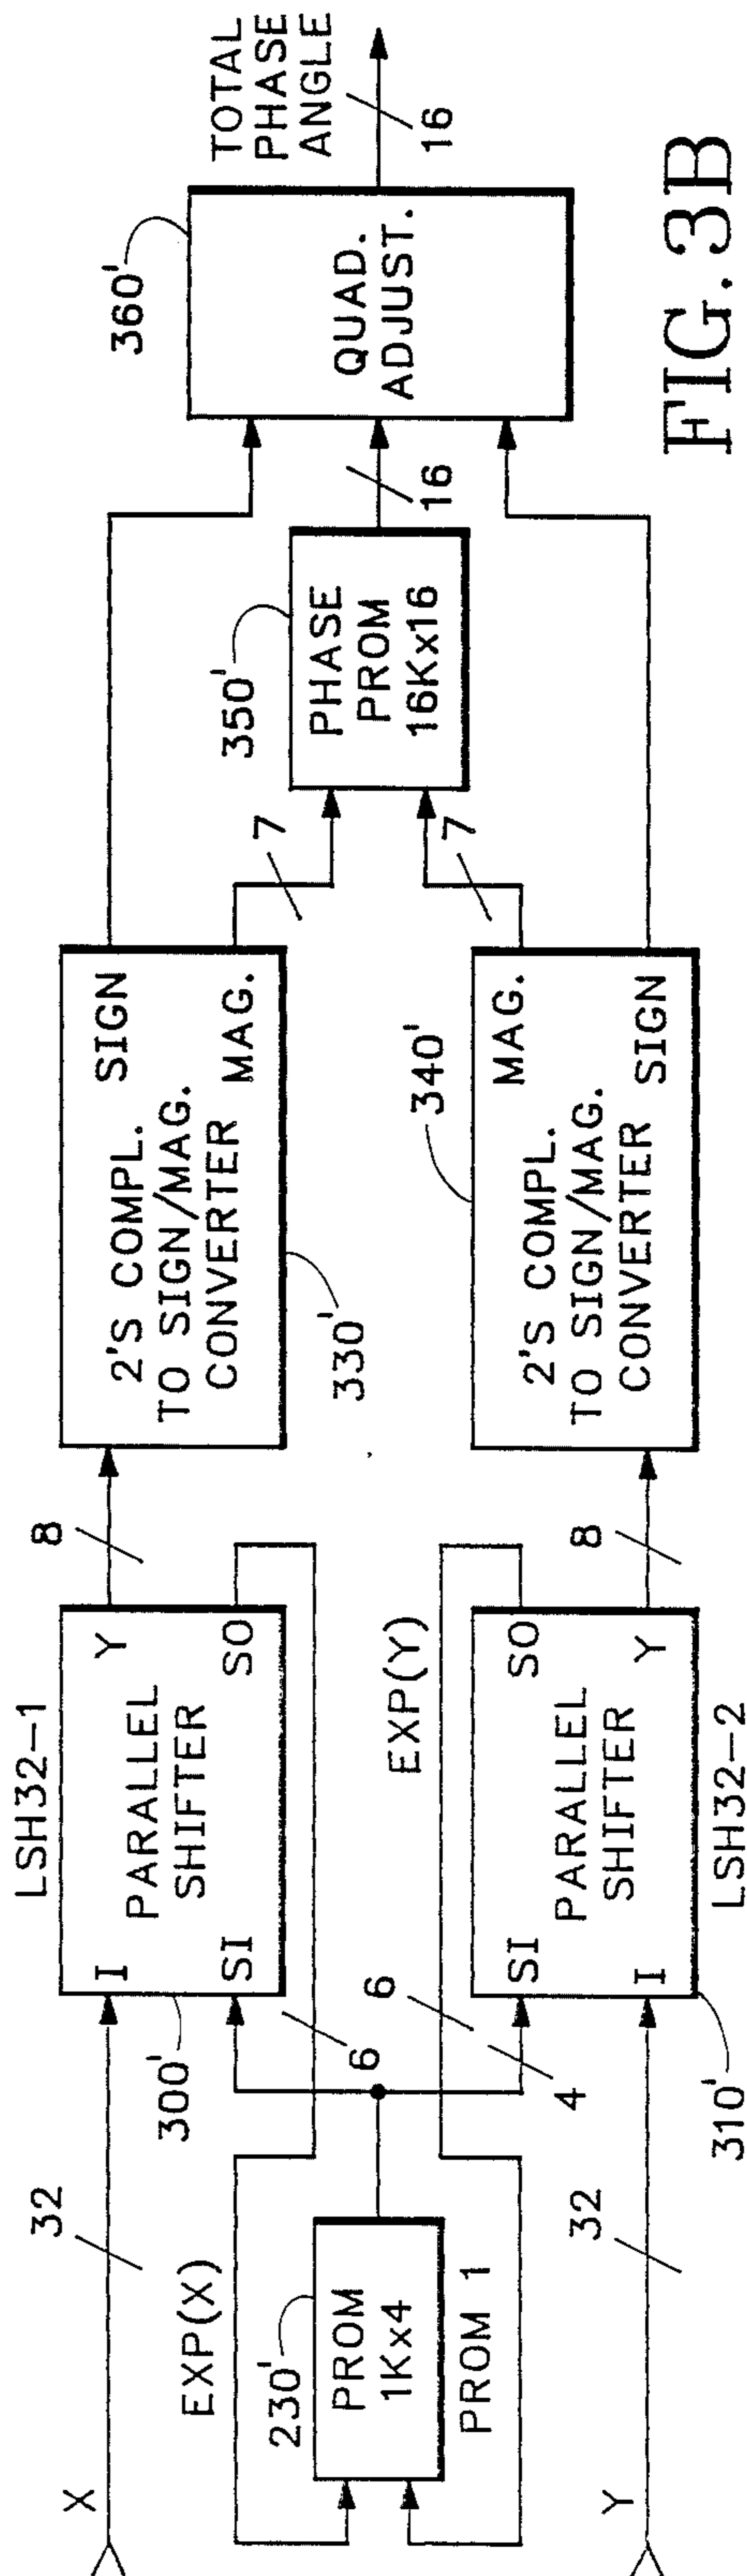 X
32
EXP(X)
230'
PROM
1Kx4
PROM 1
Y
32
300'
310'
6
6
4
LSH32-1
I
SI
PARALLEL
SHIFTER
Y
SO
EXP(Y)
SI
I
PARALLEL
SHIFTER
SO
Y
LSH32-2
8
8
2'S COMPL.
TO SIGN/MAG.
CONVERTER
SIGN
MAG.
330'
340'
2'S COMPL.
TO SIGN/MAG.
CONVERTER
MAG.
SIGN
7
7
350'
PHASE
PROM
16Kx16
16
360'
QUAD.
ADJUST.
TOTAL
PHASE
ANGLE
16
FIG. 3B